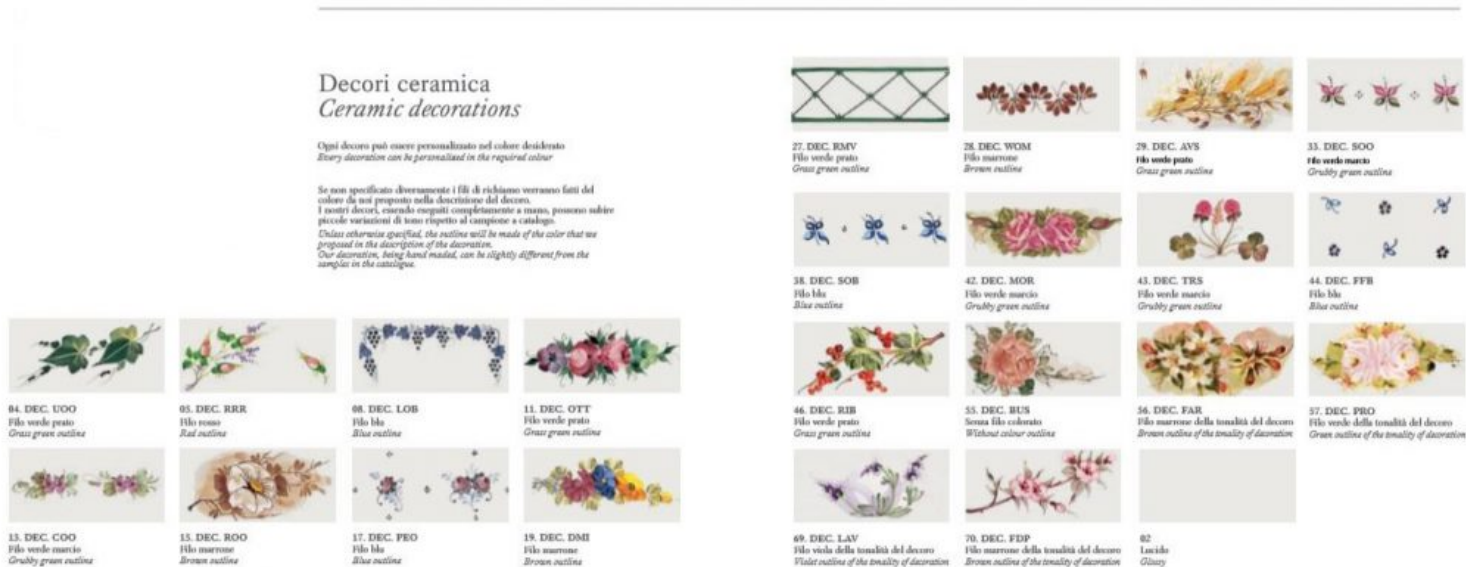 Decori ceramica
Ceramic decorations
Ogni decoro può essere personalizzato nel colore desiderato
Every decoration can be personalized in the required colour
Se non specificato diversamente i fili di richiamo verranno fatti del
colore da noi proposto nella descrizione del decoro.
I nostri decori, essendo eseguiti completamente a mano, possono subire
piccole variazioni di tono rispetto al campione a catalogo.
Unless otherwise specified, the outline will be made of the color that we
proposed in the description of the decoration.
Our decoration, being hand maded, can be slightly different from the
samples in the catalogue.
04. DEC. UOO
Filo verde prato
Grass green outline
05. DEC. RRR
Filo rosso
Red outline
08. DEC. LOB
Filo blu
Blue outline
11. DEC. OTT
Filo verde prato
Grass green outline
13. DEC. COO
Filo verde marcio
Grubby green outline
15. DEC. ROO
Filo marrone
Brown outline
17. DEC. PEO
Filo blu
Blue outline
19. DEC. DMI
Filo marrone
Brown outline
27. DEC. RMV
Filo verde prato
Grass green outline
28. DEC. WOM
Filo marrone
Brown outline
29. DEC. AVS
Filo verde prato
Grass green outline
33. DEC. SOO
Filo verde marcio
Grubby green outline
38. DEC. SOB
Filo blu
Blue outline
42. DEC. MOR
Filo verde marcio
Grubby green outline
43. DEC. TRS
Filo verde marcio
Grubby green outline
44. DEC. FFB
Filo blu
Blue outline
46. DEC. RIB
Filo verde prato
Grass green outline
55. DEC. BUS
Senza filo colorato
Without colour outline
56. DEC. FAR
Filo marrone della tonalità del decoro
Brown outline of the tonality of decoration
57. DEC. PRO
Filo verde della tonalità del decoro
Green outline of the tonality of decoration
69. DEC. LAV
Filo viola della tonalità del decoro
Violet outline of the tonality of decoration
70. DEC. FDP
Filo marrone della tonalità del decoro
Brown outline of the tonality of decoration
02
Lucido
Glossy